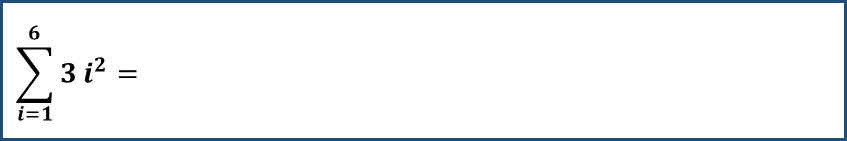 6
∑ 3 i² =
i=1